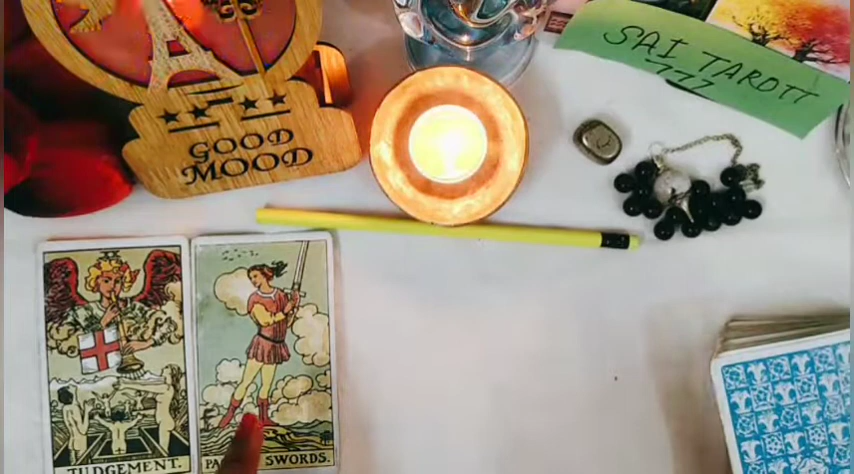 GOOD
MOOD
SAI TAROTT
777
JUDGEMENT.
SWORDS.